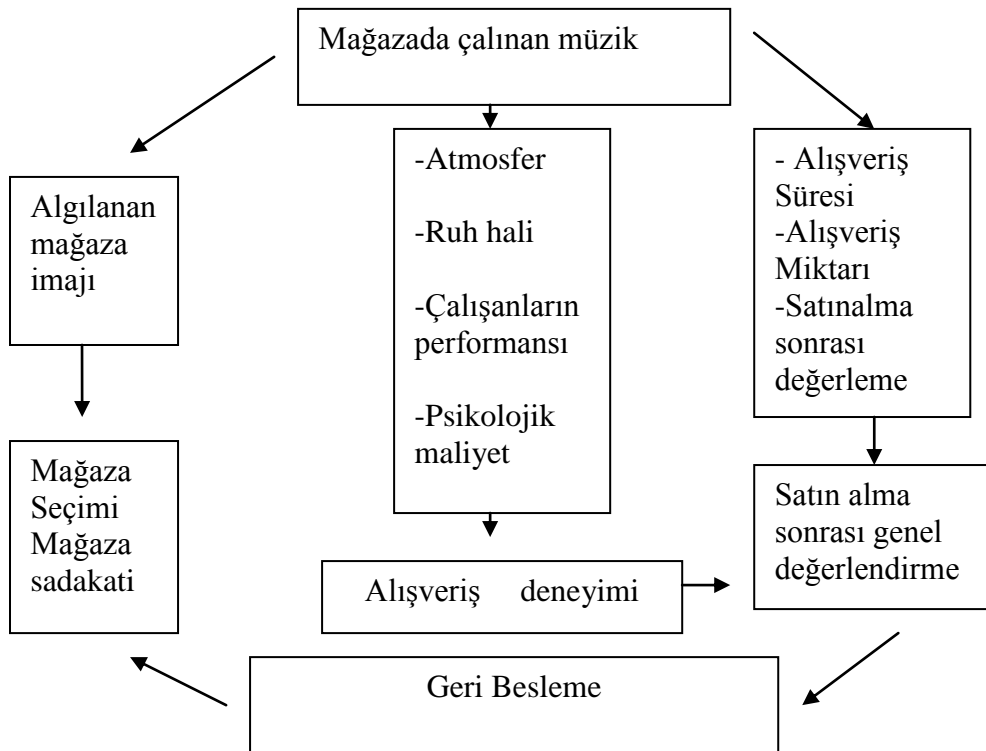 Mağazada çalınan müzik
Algılanan
mağaza
imajı
-Atmosfer
-Ruh hali
-Çalışanların
performansı
-Psikolojik
maliyet
- Alışveriş
Süresi
-Alışveriş
Miktarı
-Satınalma
sonrası
değerleme
Mağaza
Seçimi
Mağaza
sadakati
Alışveriş deneyimi
Satın alma
sonrası genel
değerlendirme
Geri Besleme